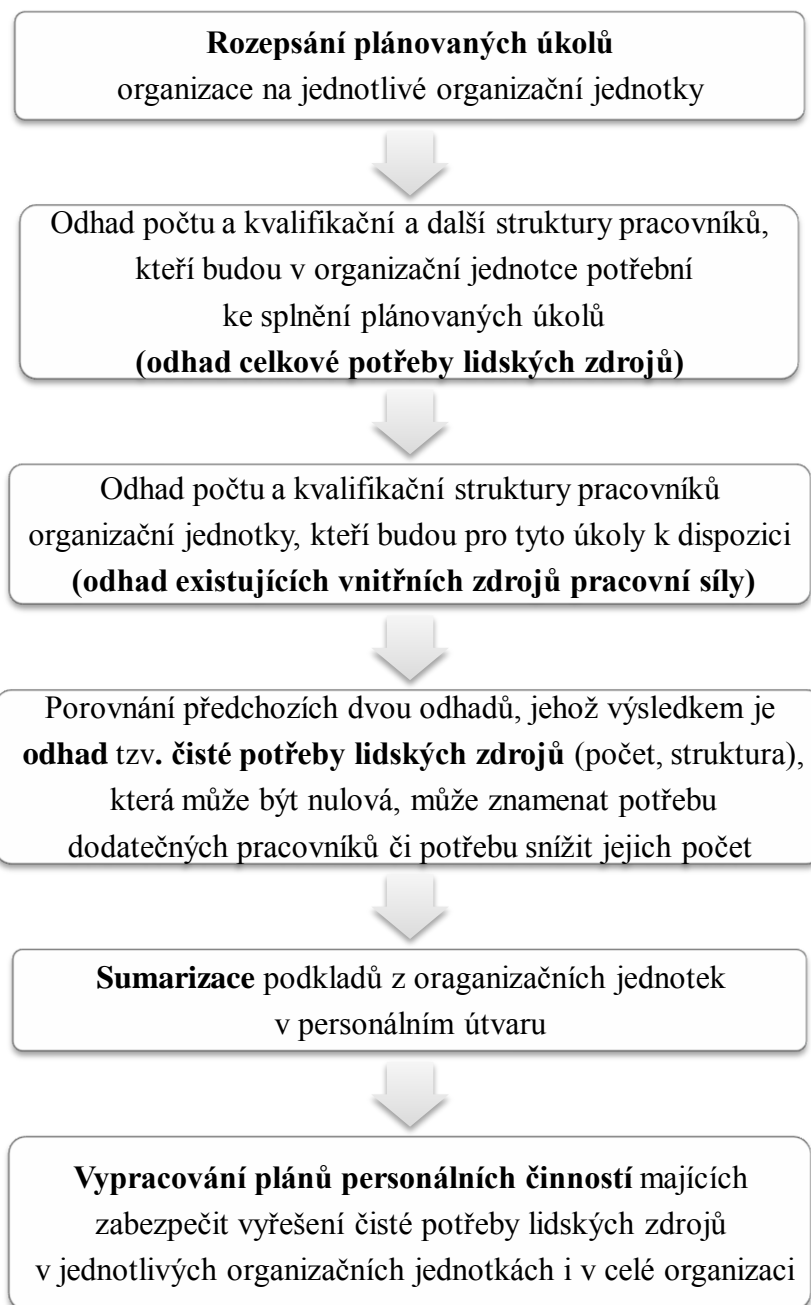 Rozepsání plánovaných úkolů
organizace na jednotlivé organizační jednotky
Odhad počtu a kvalifikační a další struktury pracovníků,
kteří budou v organizační jednotce potřební
ke splnění plánovaných úkolů
(odhad celkové potřeby lidských zdrojů)
Odhad počtu a kvalifikační struktury pracovníků
organizační jednotky, kteří budou pro tyto úkoly k dispozici
(odhad existujících vnitřních zdrojů pracovní síly)
Porovnání předchozích dvou odhadů, jehož výsledkem je
odhad tzv. čisté potřeby lidských zdrojů (počet, struktura),
která může být nulová, může znamenat potřebu
dodatečných pracovníků či potřebu snížit jejich počet
Sumarizace podkladů z oraganizačních jednotek
v personálním útvaru
Vypracování plánů personálních činností majících
zabezpečit vyřešení čisté potřeby lidských zdrojů
v jednotlivých organizačních jednotkách i v celé organizaci